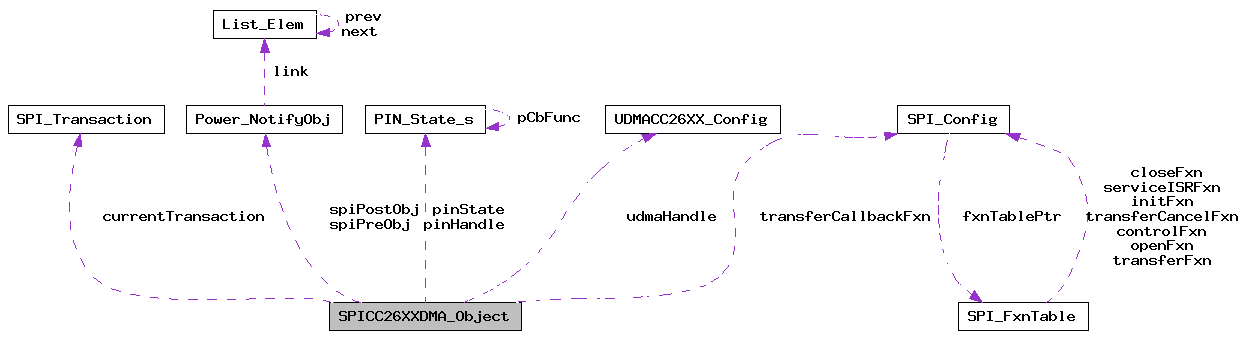 List_Elem
prev
next
link
SPI_Transaction
Power_NotifyObj
PIN_State_s
pCbFunc
UDMACC26XX_Config
SPI_Config
currentTransaction
spiPostObj
spiPreObj
pinState
pinHandle
udmaHandle
transferCallbackFxn
fxnTablePtr
closeFxn
serviceISRFxn
initFxn
transferCancelFxn
controlFxn
openFxn
transferFxn
SPICC26XXDMA_Object
SPI_FxnTable